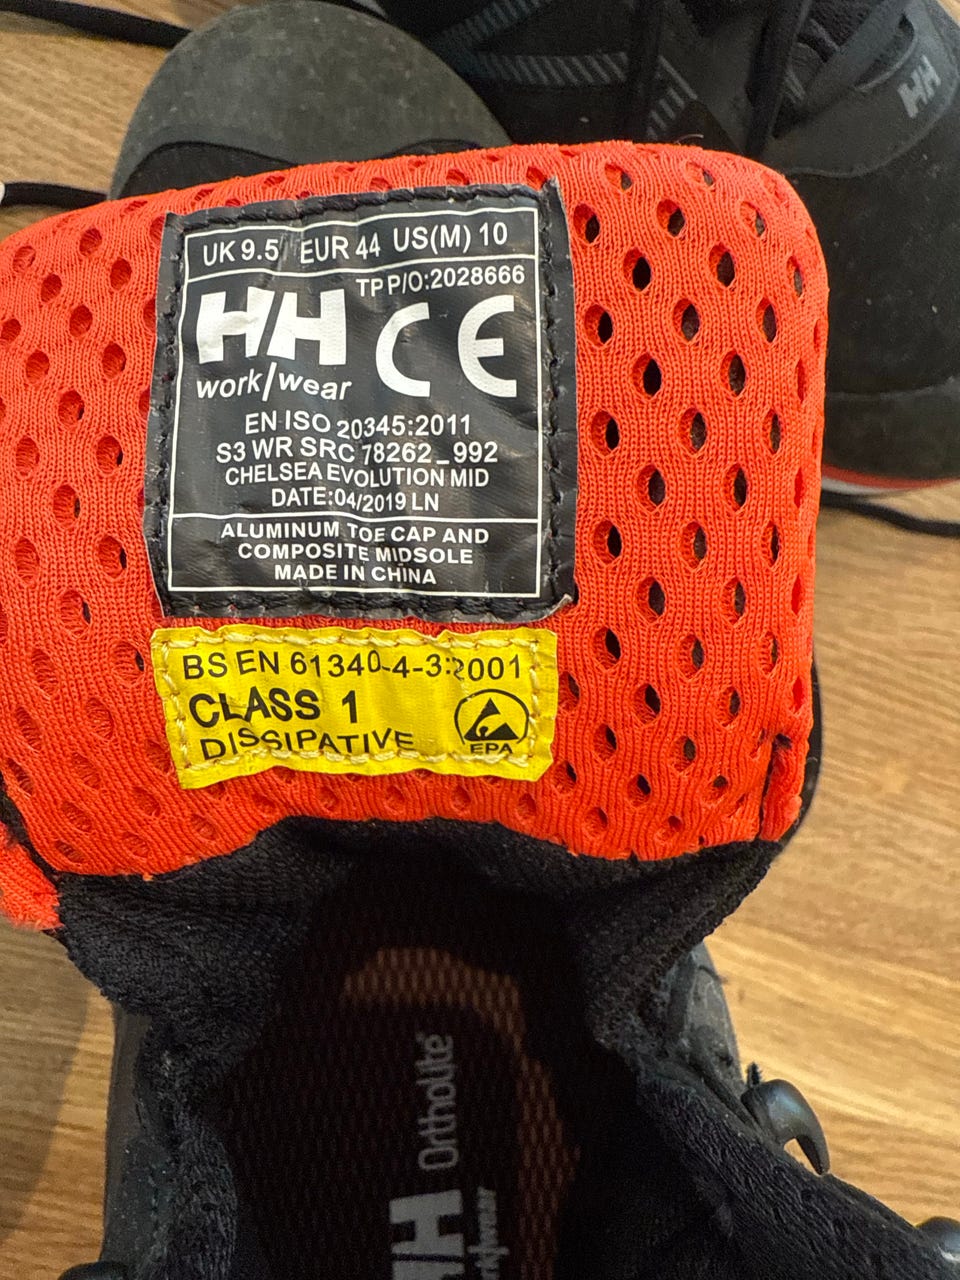 UK 9.5 EUR 44 US(M) 10
TP P/O:2028666
HH CE
work/wear
EN ISO 20345:2011
S3 WR SRC 78262_992
CHELSEA EVOLUTION MID
DATE:04/2019 LN
ALUMINUM TOE CAP AND
COMPOSITE MIDSOLE
MADE IN CHINA
BS EN 61340-4-3:2001
CLASS 1
DISSIPATIVE
EPA
HH
Ortholite
HH